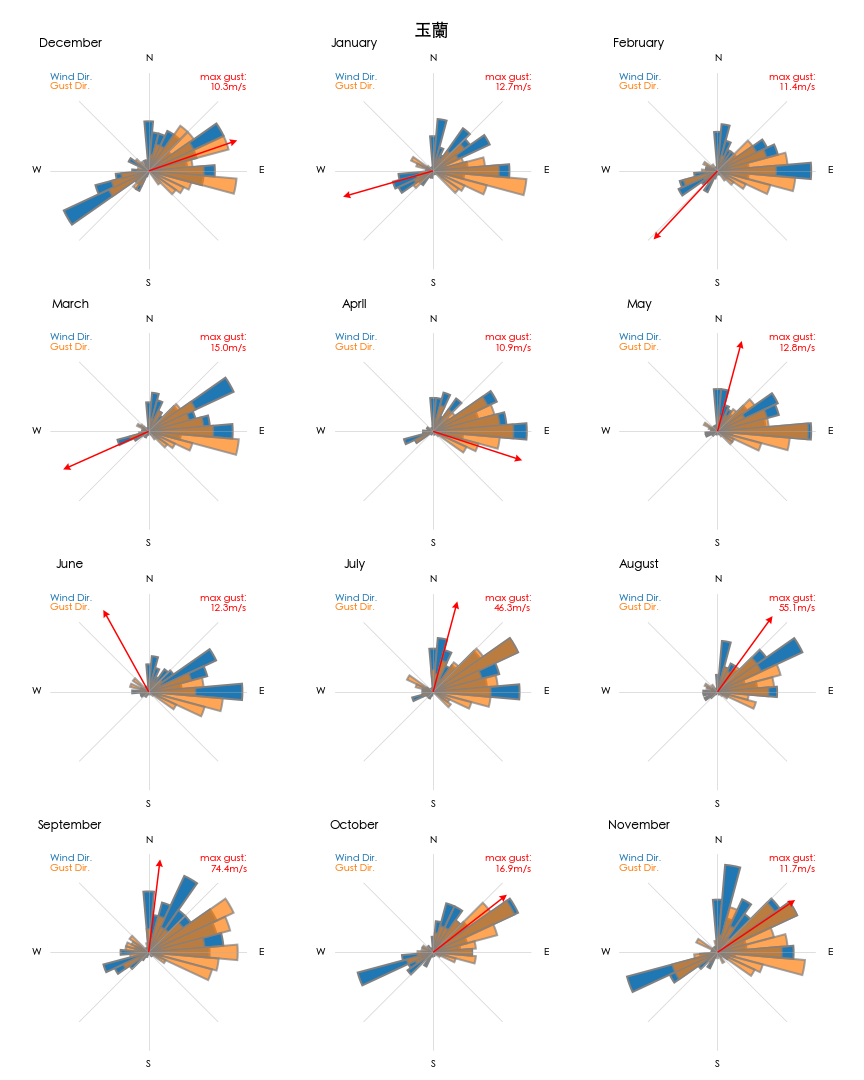 玉蘭
December
N
Wind Dir.
Gust Dir.
max gust:
10.3m/s
W
E
S
January
N
Wind Dir.
Gust Dir.
max gust:
12.7m/s
W
E
S
February
N
Wind Dir.
Gust Dir.
max gust:
11.4m/s
W
E
S
March
N
Wind Dir.
Gust Dir.
max gust:
15.0m/s
W
E
S
April
N
Wind Dir.
Gust Dir.
max gust:
10.9m/s
W
E
S
May
N
Wind Dir.
Gust Dir.
max gust:
12.8m/s
W
E
S
June
N
Wind Dir.
Gust Dir.
max gust:
12.3m/s
W
E
S
July
N
Wind Dir.
Gust Dir.
max gust:
46.3m/s
W
E
S
August
N
Wind Dir.
Gust Dir.
max gust:
55.1m/s
W
E
S
September
N
Wind Dir.
Gust Dir.
max gust:
74.4m/s
W
E
S
October
N
Wind Dir.
Gust Dir.
max gust:
16.9m/s
W
E
S
November
N
Wind Dir.
Gust Dir.
max gust:
11.7m/s
W
E
S